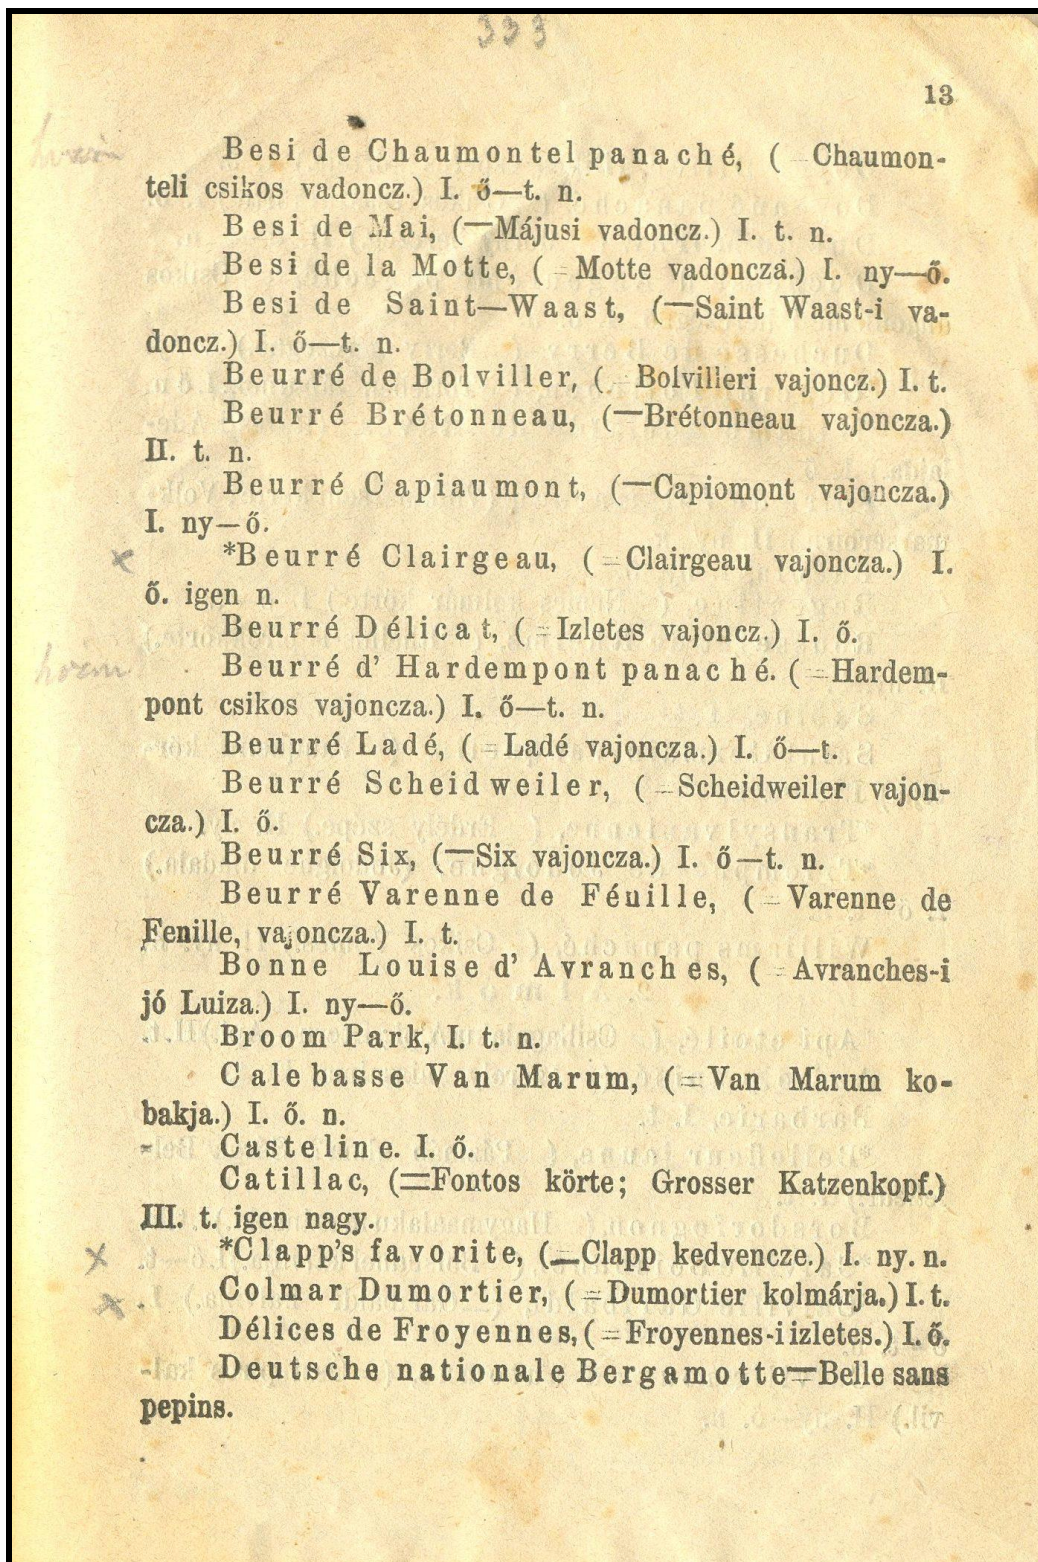 333
13
Besi de Chaumontel panaché, (=Chaumon-
teli csikos vadoncz.) I. ő—t. n.
Besi de Mai, (=Májusi vadoncz.) I. t. n.
Besi de la Motte, (=Motte vadoncza.) I. ny—ő.
Besi de Saint—Waast, (=Saint Waast-i va-
doncz.) I. ő—t. n.
Beurré de Bolviller, (=Bolvilleri vajoncz.) I. t.
Beurré Brétonneau, (=Brétonneau vajoncza.)
II. t. n.
Beurré Capiaumont, (=Capiomont vajoncza.)
I. ny—ő.
*Beurré Clairgeau, (=Clairgeau vajoncza.) I.
ő. igen n.
Beurré Délicat, (=Izletes vajoncz.) I. ő.
Beurré d' Hardempont panaché. (=Hardem-
pont csikos vajoncza.) I. ő—t. n.
Beurré Ladé, (=Ladé vajoncza.) I. ő—t.
Beurré Scheidweiler, (=Scheidweiler vajon-
cza.) I. ő.
Beurré Six, (=Six vajoncza.) I. ő—t. n.
Beurré Varenne de Féuille, (=Varenne de
Fenille, vajoncza.) I. t.
Bonne Louise d' Avranches, (=Avranches-i
jó Luiza.) I. ny—ő.
Broom Park, I. t. n.
Calebasse Van Marum, (=Van Marum ko-
bakja.) I. ő. n.
Casteline. I. ő.
Catillac, (=Fontos körte; Grosser Katzenkopf.)
III. t. igen nagy.
*Clapp's favorite, (=Clapp kedvencze.) I. ny. n.
Colmar Dumortier, (=Dumortier kolmárja.) I. t.
Délices de Froyennes, (=Froyennes-i izletes.) I. ő.
Deutsche nationale Bergamotte=Belle sans
pepins.